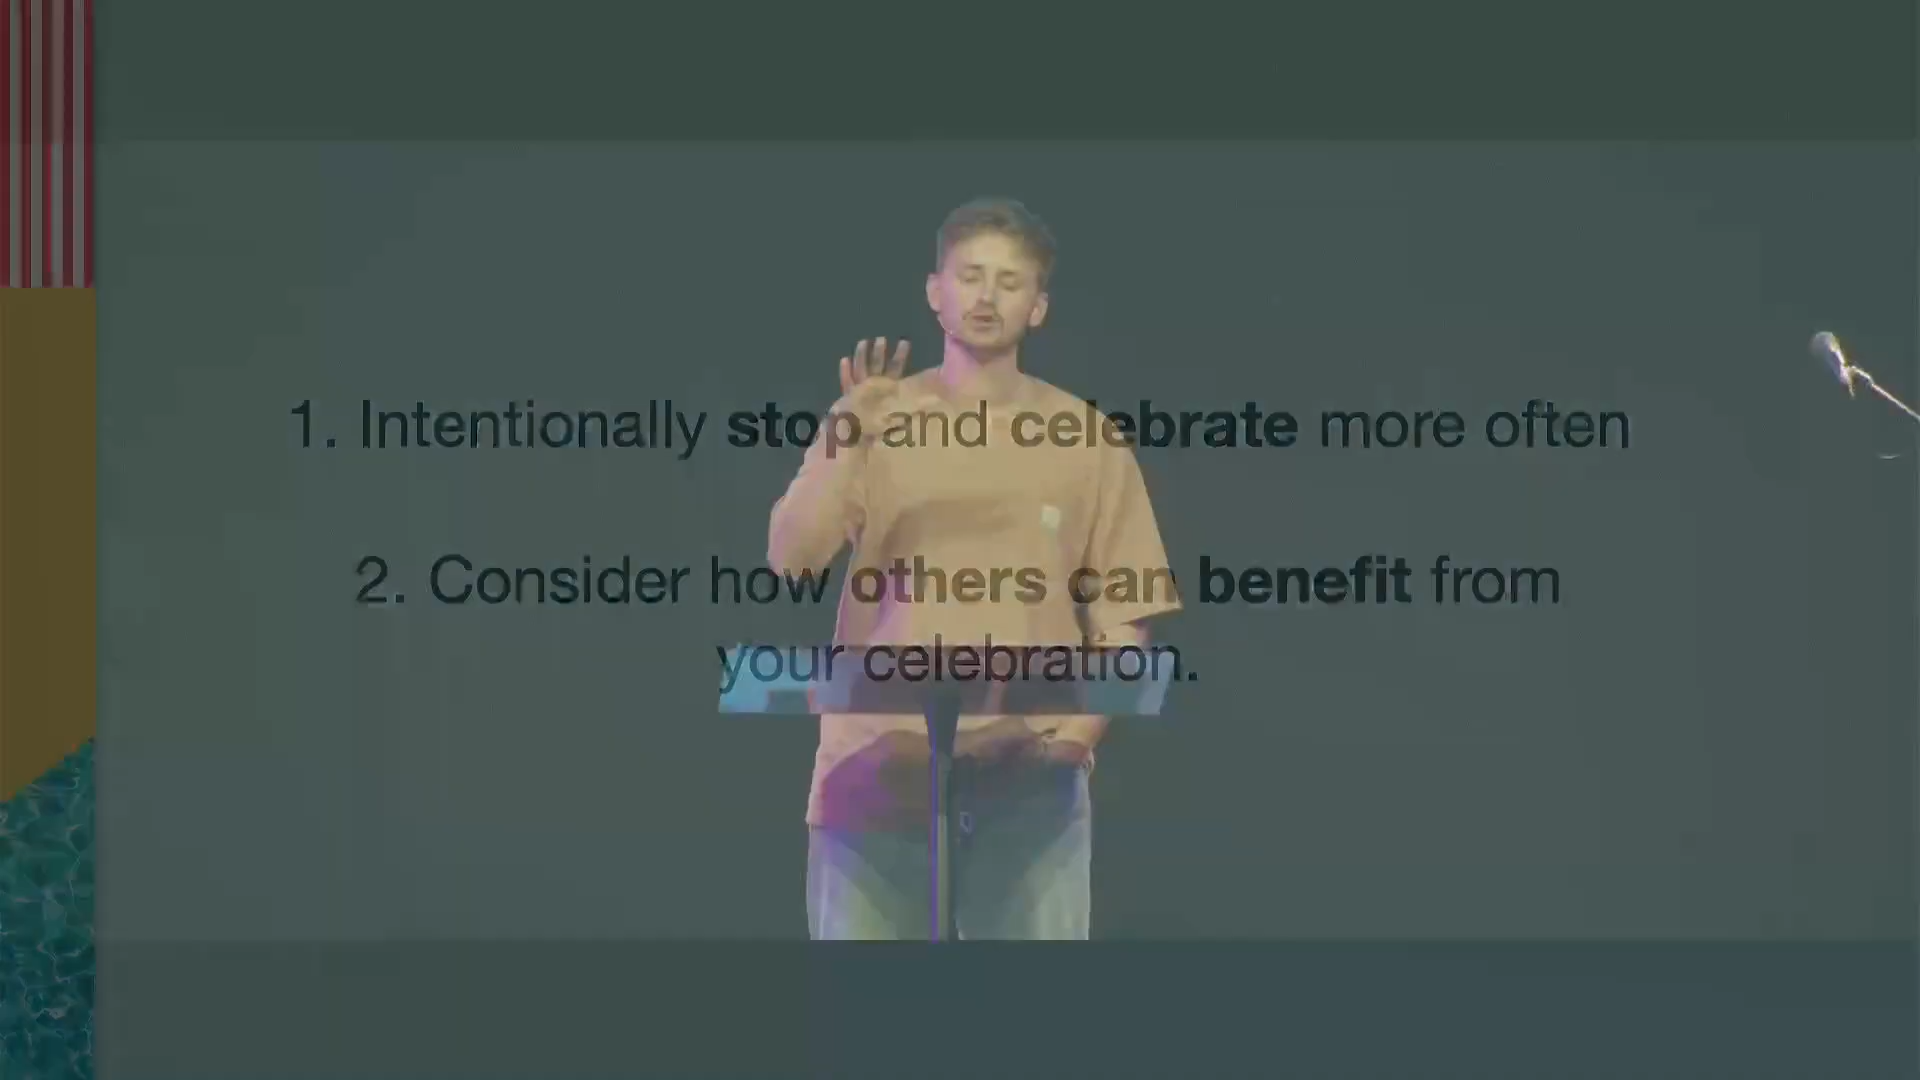 1. Intentionally stop and celebrate more often
2. Consider how others can benefit from
your celebration.